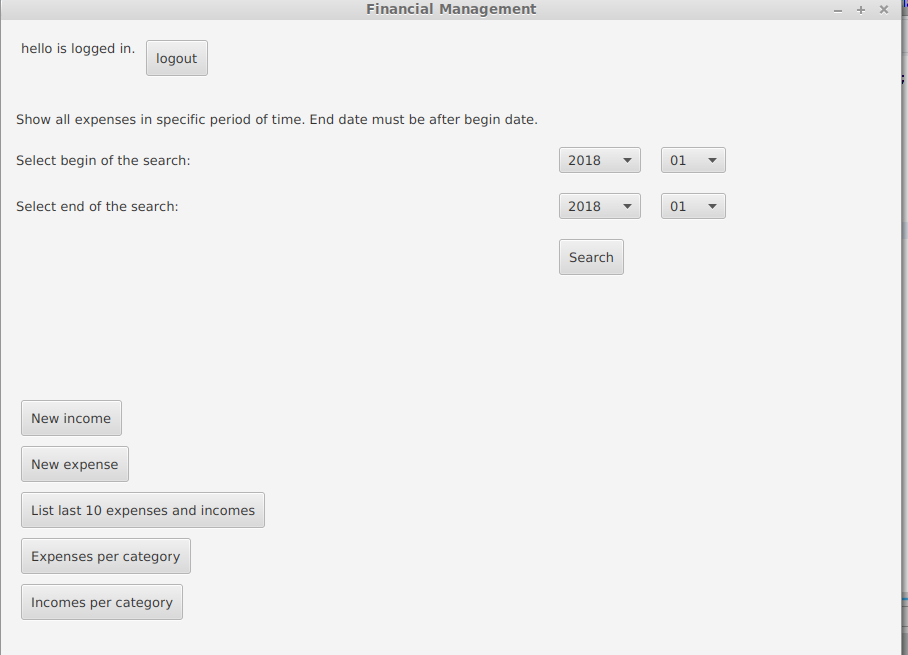 Financial Management
hello is logged in. logout
Show all expenses in specific period of time. End date must be after begin date.
Select begin of the search: 2018 01
Select end of the search: 2018 01
Search
New income
New expense
List last 10 expenses and incomes
Expenses per category
Incomes per category